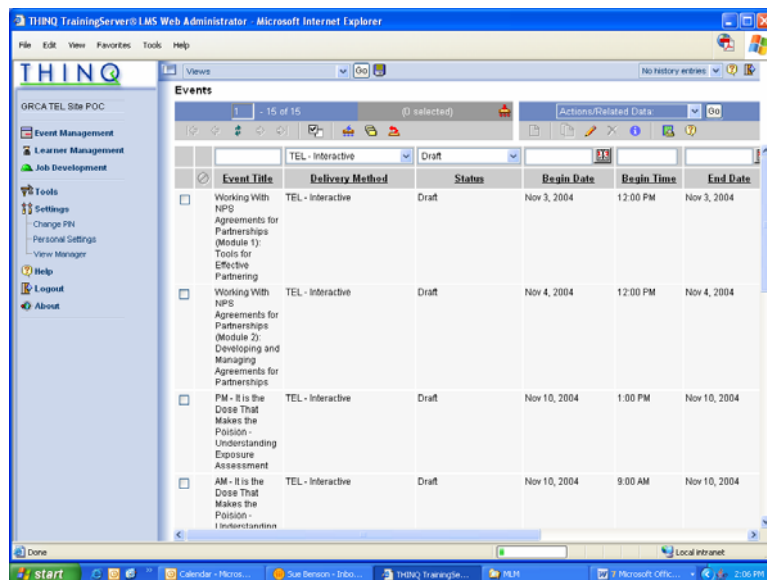 THINQ TrainingServer® LMS Web Administrator - Microsoft Internet Explorer
File Edit View Favorites Tools Help
THINQ
Views Go No history entries
Events
GRCA TEL Site POC
1 - 15 of 15 (0 selected) Actions/Related Data: Go
Event Management
Learner Management
Job Development
Tools
Settings
Change PIN
Personal Settings
View Manager
Help
Logout
About
TEL - Interactive Draft
Event Title Delivery Method Status Begin Date Begin Time End Date
Working With TEL - Interactive Draft Nov 3, 2004 12:00 PM Nov 3, 2004
NPS
Agreements for
Partnerships
(Module 1):
Tools for
Effective
Partnering
Working With TEL - Interactive Draft Nov 4, 2004 12:00 PM Nov 4, 2004
NPS
Agreements for
Partnerships
(Module 2):
Developing and
Managing
Agreements for
Partnerships
PM - It is the TEL - Interactive Draft Nov 10, 2004 1:00 PM Nov 10, 2004
Dose That
Makes the
Poision -
Understanding
Exposure
Assessment
AM - It is the TEL - Interactive Draft Nov 10, 2004 9:00 AM Nov 10, 2004
Dose That
Makes the
Poision -
Understanding
Done Local intranet
start Calendar - Micros... Sue Benson - Inbo... THINQ TrainingSe... MLM 7 Microsoft Offic... 2:06 PM